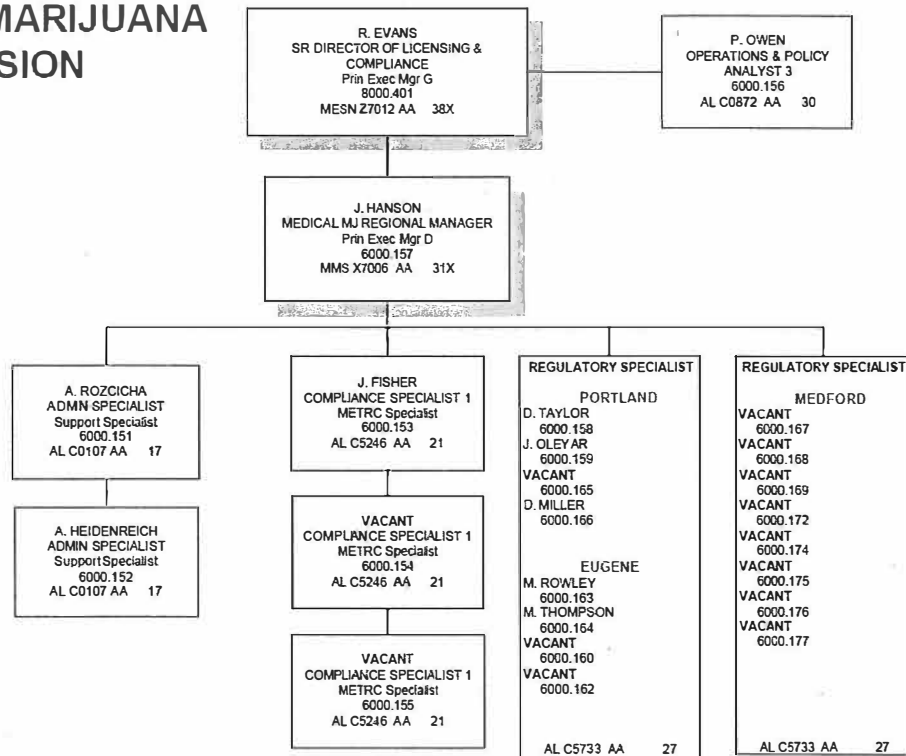 MARIJUANA
SION
R. EVANS
SR DIRECTOR OF LICENSING &
COMPLIANCE
Prin Exec Mgr G
8000.401
MESN Z7012 AA 38X
P. OWEN
OPERATIONS & POLICY
ANALYST 3
6000.156
AL C0872 AA 30
J. HANSON
MEDICAL MJ REGIONAL MANAGER
Prin Exec Mgr D
6000.157
MMS X7006 AA 31X
A. ROZCICHA
ADMN SPECIALIST
Support Specialist
6000.151
AL C0107 AA 17
A. HEIDENREICH
ADMIN SPECIALIST
Support Specialist
6000.152
AL C0107 AA 17
J. FISHER
COMPLIANCE SPECIALIST 1
METRC Specialist
6000.153
AL C5246 AA 21
VACANT
COMPLIANCE SPECIALIST 1
METRC Specialist
6000.154
AL C5246 AA 21
VACANT
COMPLIANCE SPECIALIST 1
METRC Specialist
6000.155
AL C5246 AA 21
REGULATORY SPECIALIST
PORTLAND
D. TAYLOR
6000.158
J. OLEYAR
6000.159
VACANT
6000.165
D. MILLER
6000.166
EUGENE
M. ROWLEY
6000.163
M. THOMPSON
6000.164
VACANT
6000.160
VACANT
6000.162
AL C5733 AA 27
REGULATORY SPECIALIST
MEDFORD
VACANT
6000.167
VACANT
6000.168
VACANT
6000.169
VACANT
6000.172
VACANT
6000.174
VACANT
6000.175
VACANT
6000.176
VACANT
6000.177
AL C5733 AA 27